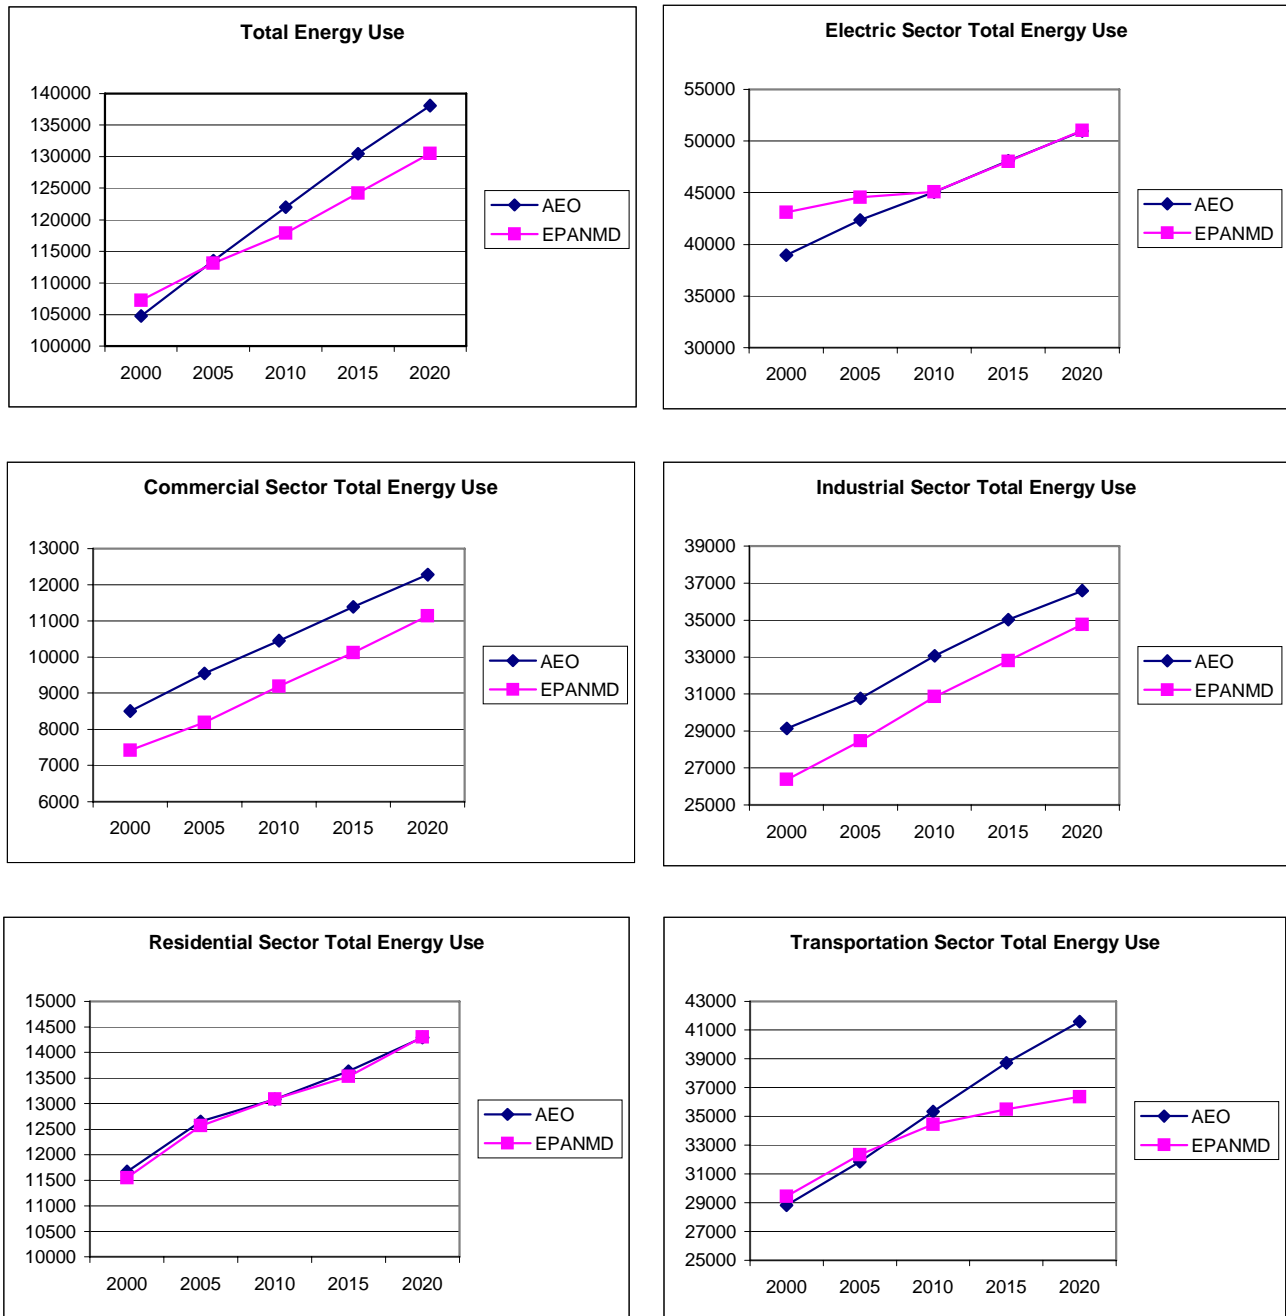 Total Energy Use
140000
135000
130000
125000
120000
115000
110000
105000
100000
2000 2005 2010 2015 2020
AEO
EPANMD
Electric Sector Total Energy Use
55000
50000
45000
40000
35000
30000
2000 2005 2010 2015 2020
AEO
EPANMD
Commercial Sector Total Energy Use
13000
12000
11000
10000
9000
8000
7000
6000
2000 2005 2010 2015 2020
AEO
EPANMD
Industrial Sector Total Energy Use
39000
37000
35000
33000
31000
29000
27000
25000
2000 2005 2010 2015 2020
AEO
EPANMD
Residential Sector Total Energy Use
15000
14500
14000
13500
13000
12500
12000
11500
11000
10500
10000
2000 2005 2010 2015 2020
AEO
EPANMD
Transportation Sector Total Energy Use
43000
41000
39000
37000
35000
33000
31000
29000
27000
25000
2000 2005 2010 2015 2020
AEO
EPANMD